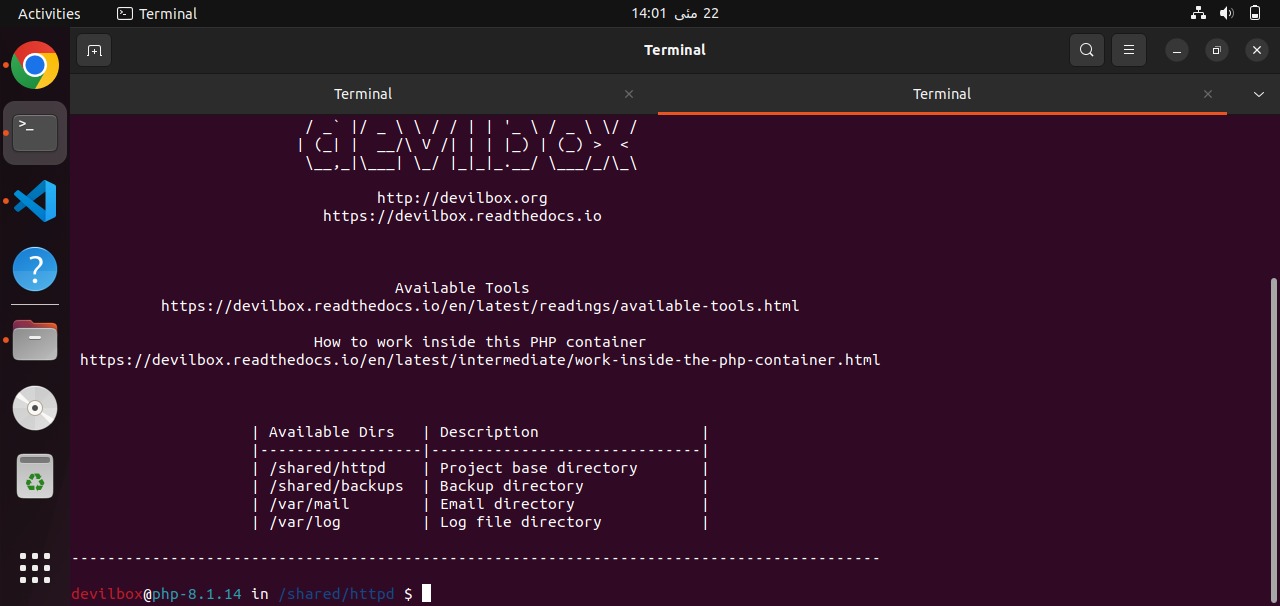 Activities
Terminal
22 مئی 14:01
Terminal
Terminal
Terminal
/ _` |/ _ \ \ / / | | '_ \ / _ \ \/ /
| (_| |  __/\ V /| | | |_) | (_) >  <
\__,_|\___| \_/ |_|_|_.__/ \___/_/\_\
http://devilbox.org
https://devilbox.readthedocs.io
Available Tools
https://devilbox.readthedocs.io/en/latest/readings/available-tools.html
How to work inside this PHP container
https://devilbox.readthedocs.io/en/latest/intermediate/work-inside-the-php-container.html
| Available Dirs   | Description                  |
|------------------|------------------------------|
| /shared/httpd    | Project base directory       |
| /shared/backups  | Backup directory             |
| /var/mail        | Email directory              |
| /var/log         | Log file directory           |
------------------------------------------------------------------------------------------
devilbox@php-8.1.14 in /shared/httpd $